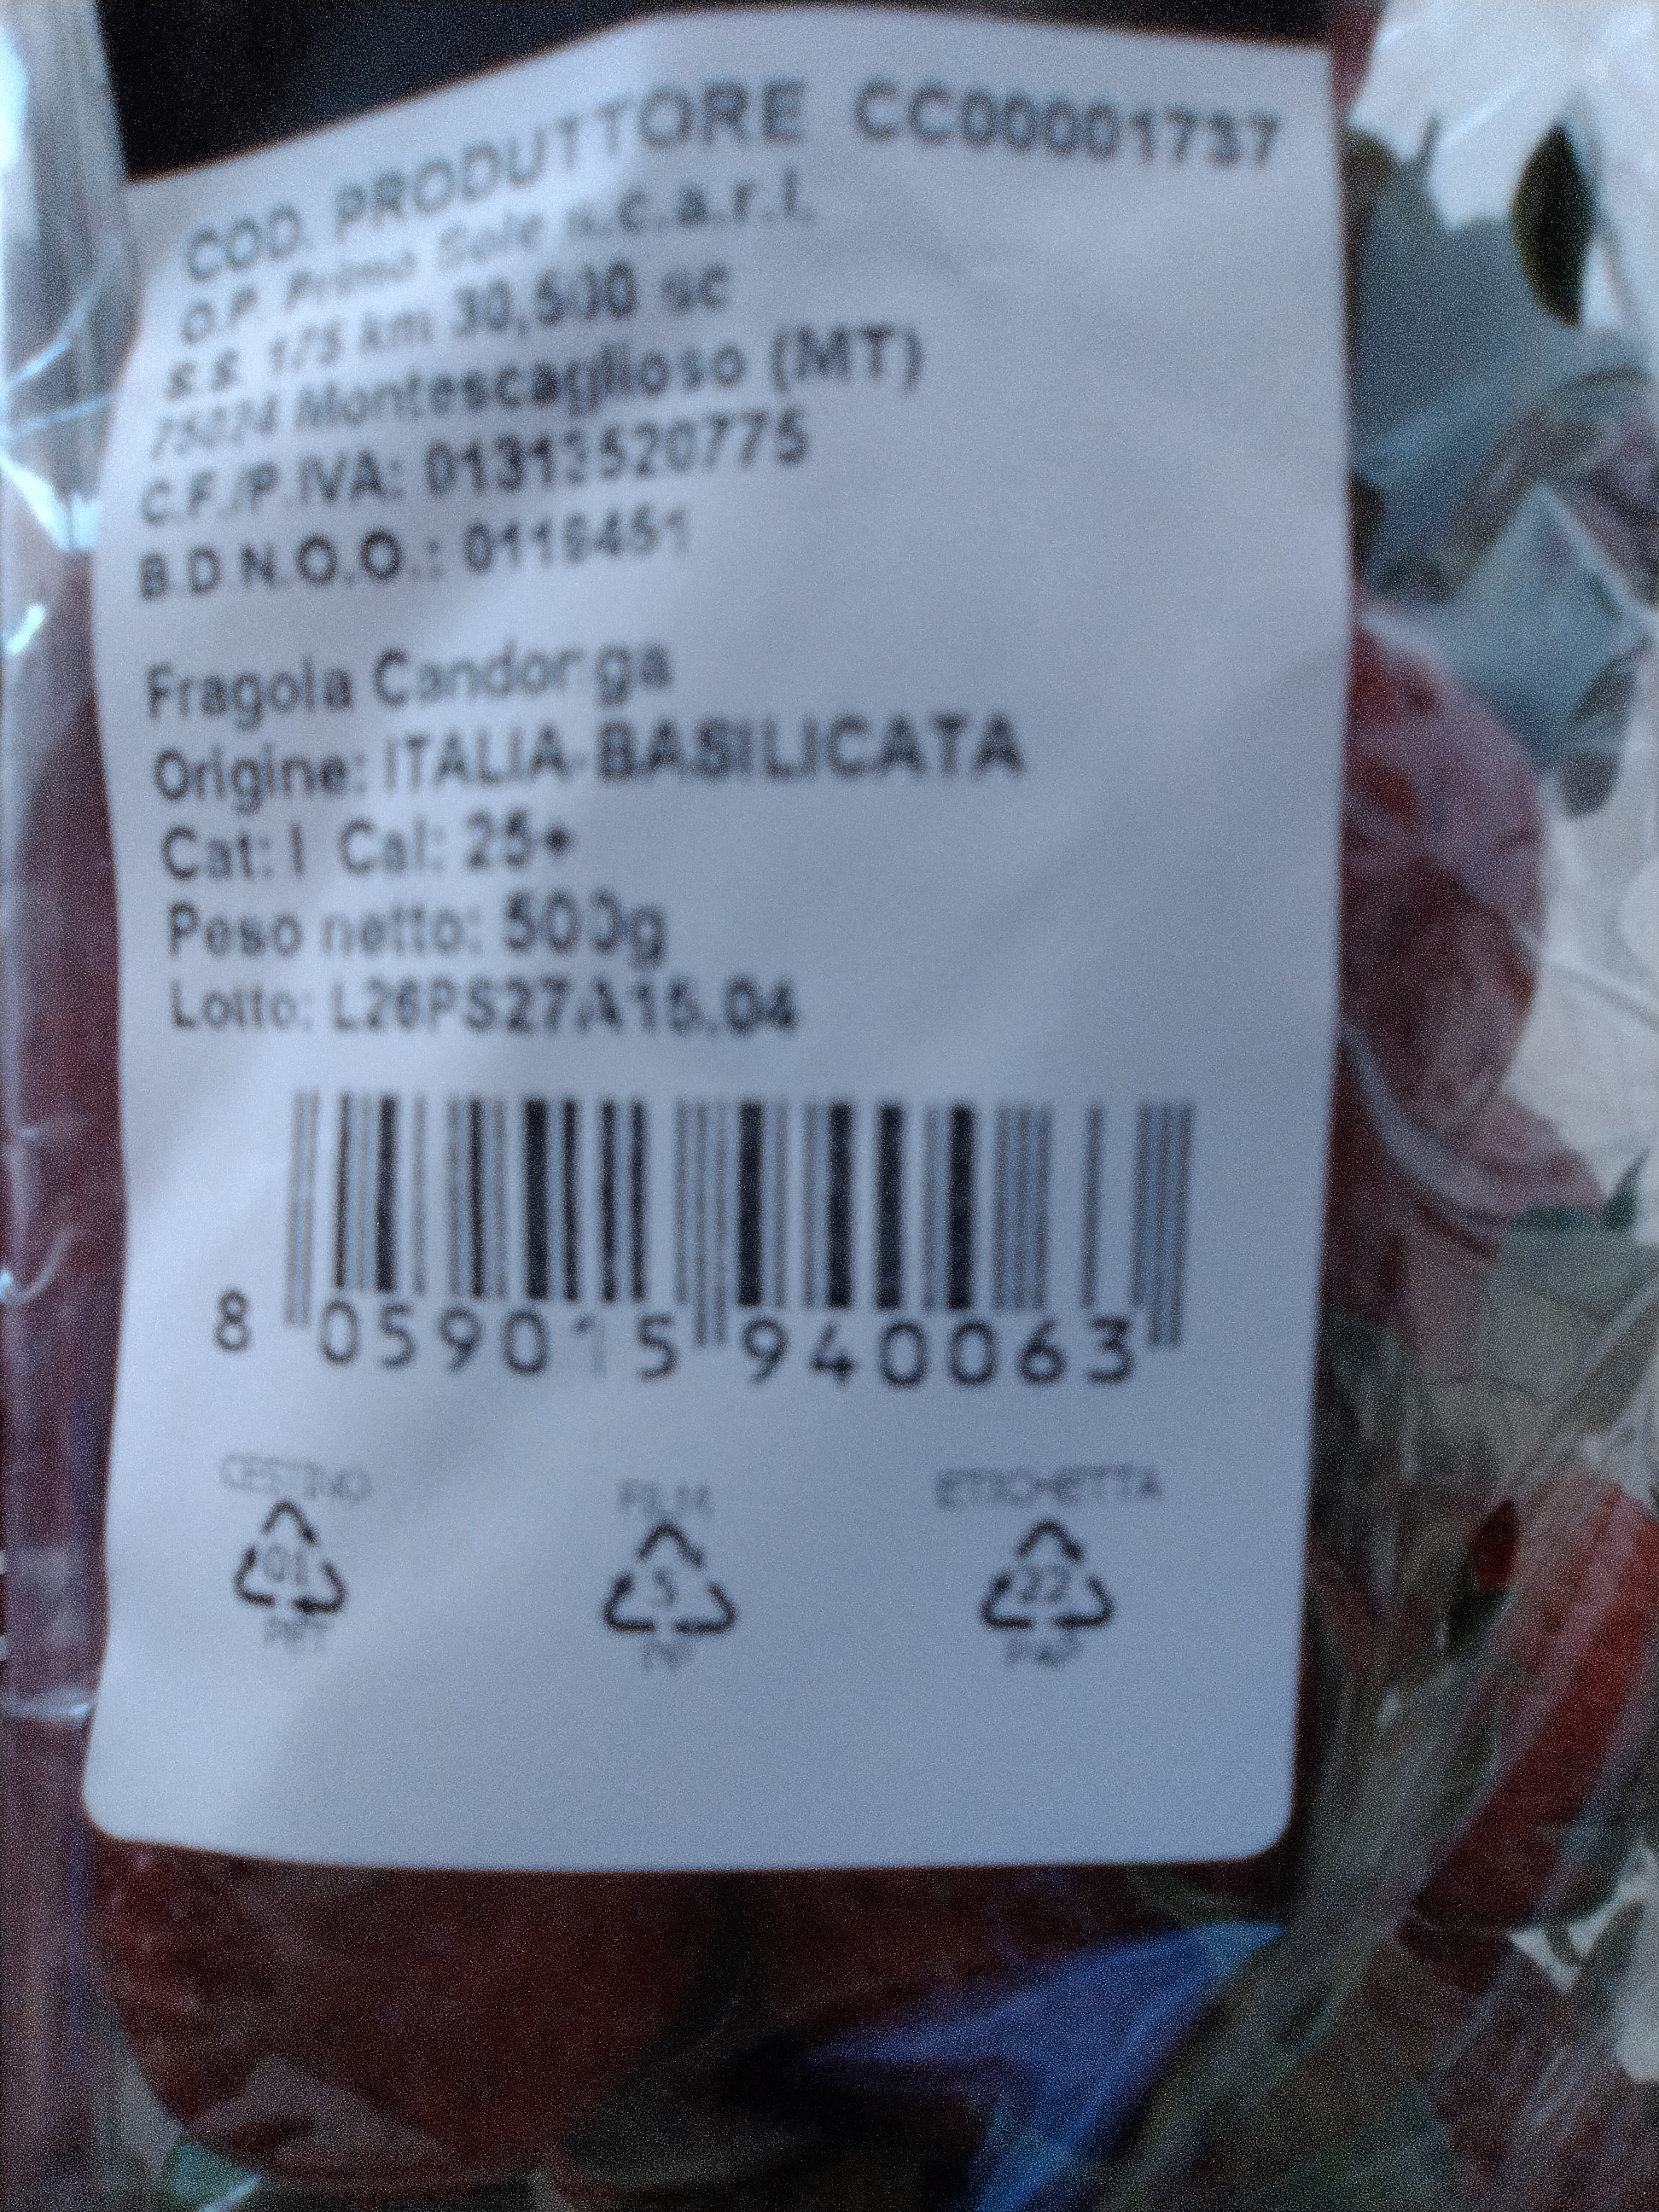 COD. PRODUTTORE CC00001737
O.P. Primo Sole s.c.a.r.l.
S.S. 175 km 30,500 sc
75024 Montescaglioso (MT)
C.F./P.IVA: 01313520775
B.D.N.O.O.:
Fragola Candonga
Origine: ITALIA-BASILICATA
Cat: I Cal: 25+
Peso netto: 500g
Lotto: L26PS27A15.04
8 059015 940063
CESTINO FILM ETICHETTA
01 5 22
PET PP PAP